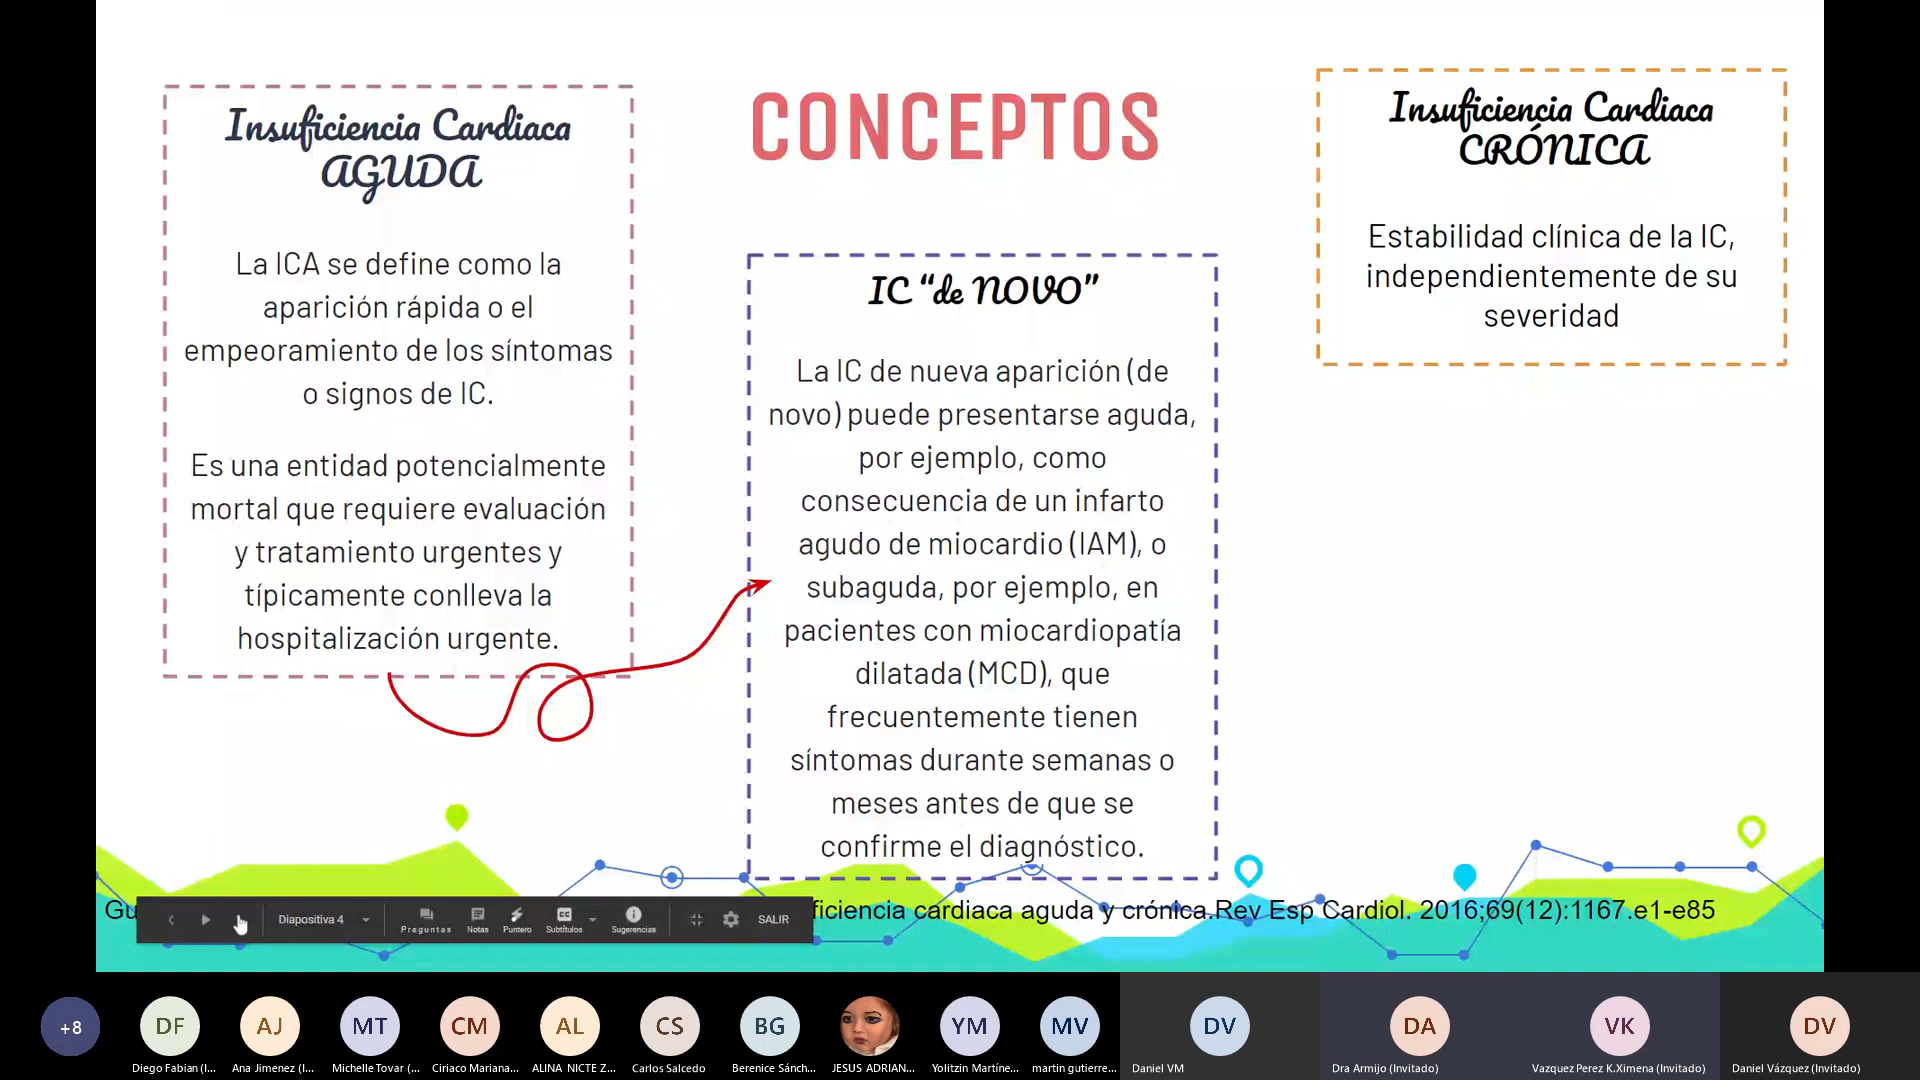 CONCEPTOS
Insuficiencia Cardiaca
AGUDA
La ICA se define como la
aparición rápida o el
empeoramiento de los síntomas
o signos de IC.
Es una entidad potencialmente
mortal que requiere evaluación
y tratamiento urgentes y
típicamente conlleva la
hospitalización urgente.
IC “de NOVO”
La IC de nueva aparición (de
novo) puede presentarse aguda,
por ejemplo, como
consecuencia de un infarto
agudo de miocardio (IAM), o
subaguda, por ejemplo, en
pacientes con miocardiopatía
dilatada (MCD), que
frecuentemente tienen
síntomas durante semanas o
meses antes de que se
confirme el diagnóstico.
Insuficiencia Cardiaca
CRÓNICA
Estabilidad clínica de la IC,
independientemente de su
severidad
cardiaca aguda y crónica.Rev Esp Cardiol. 2016;69(12):1167.e1-e85
Diapositiva 4
Preguntas
Notas
Puntero
Subtítulos
Sugerencias
SALIR
+8
DF
AJ
MT
CM
AL
CS
BG
YM
MV
DV
DA
VK
DV
Diego Fabian (I...
Ana Jimenez (I...
Michelle Tovar (...
Ciriaco Mariana...
ALINA NICTE Z...
Carlos Salcedo
Berenice Sánch...
JESUS ADRIAN...
Yolitzin Martíne...
martin gutierre...
Daniel VM
Dra Armijo (Invitado)
Vazquez Perez K.Ximena (Invitado)
Daniel Vázquez (Invitado)